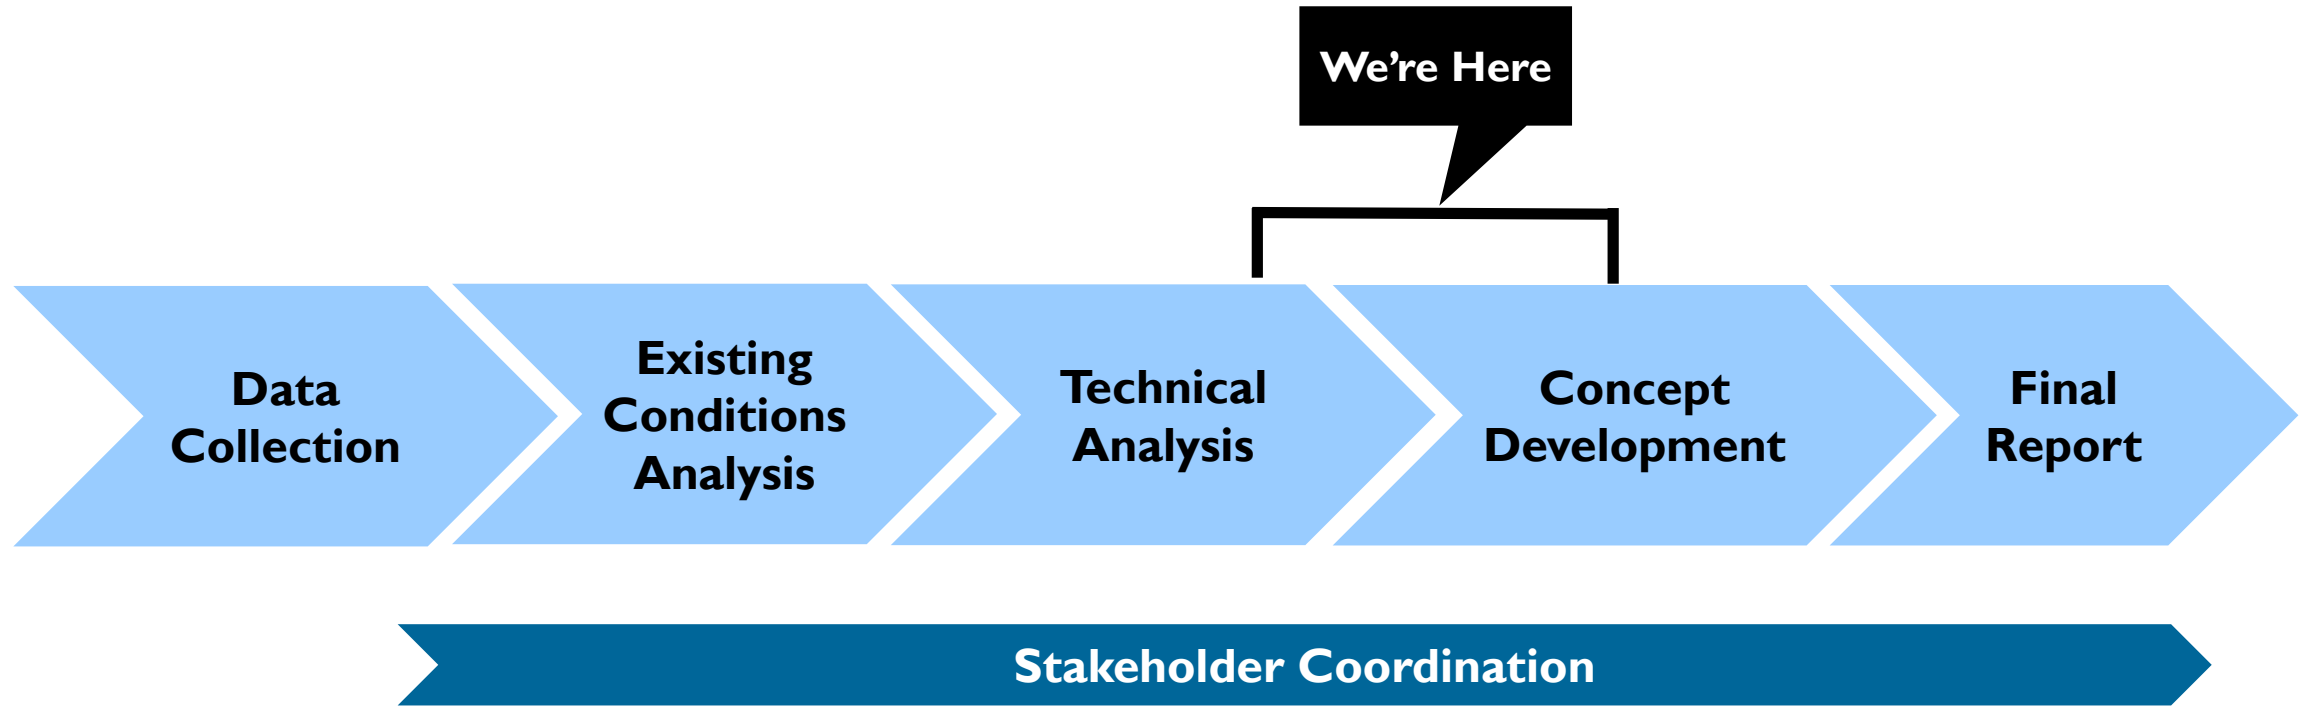 We’re Here
Data
Collection
Existing
Conditions
Analysis
Technical
Analysis
Concept
Development
Final
Report
Stakeholder Coordination